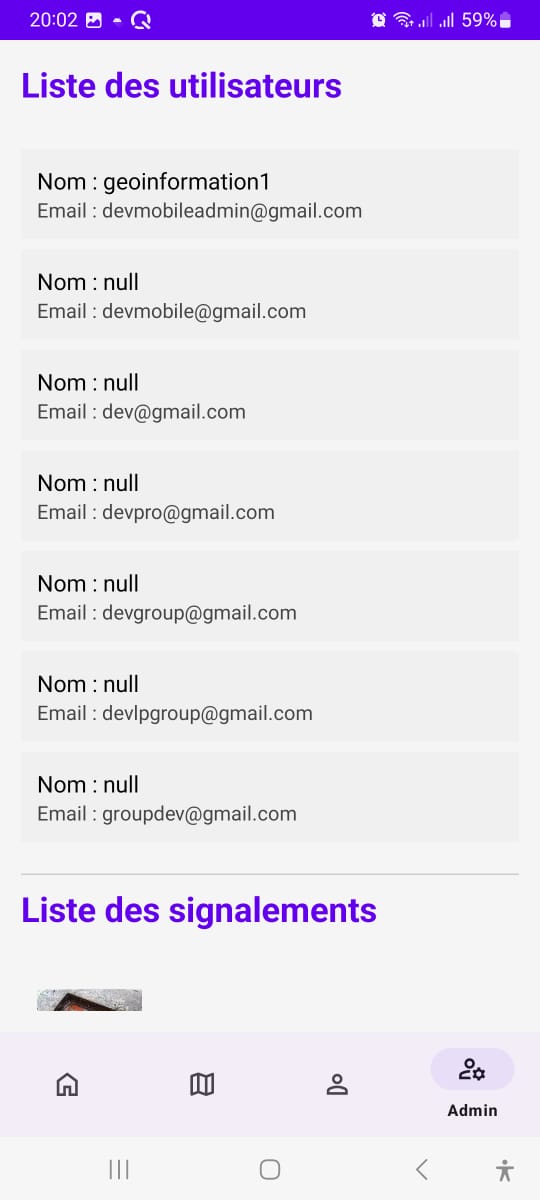 20:02
59%
Liste des utilisateurs
Nom : geoinformation1
Email : devmobileadmin@gmail.com
Nom : null
Email : devmobile@gmail.com
Nom : null
Email : dev@gmail.com
Nom : null
Email : devpro@gmail.com
Nom : null
Email : devgroup@gmail.com
Nom : null
Email : devlpgroup@gmail.com
Nom : null
Email : groupdev@gmail.com
Liste des signalements
Admin